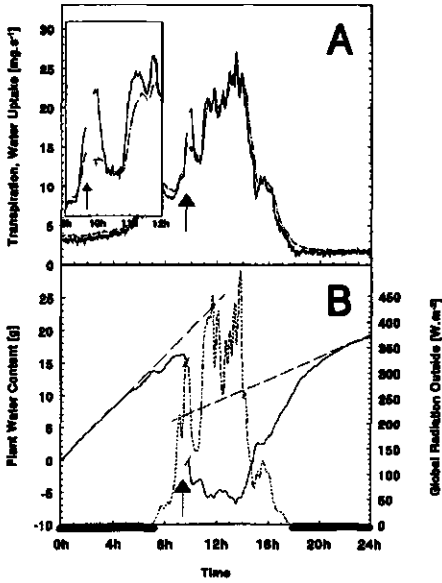 A
Transpiration, Water Uptake [mg.s⁻¹]
30
25
20
15
10
5
0
10h
12h
B
Plant Water Content [g]
25
20
15
10
5
0
-5
-10
Global Radiation Outside [W.m⁻²]
450
400
350
300
250
200
150
100
50
0
0h
4h
8h
12h
16h
20h
24h
Time